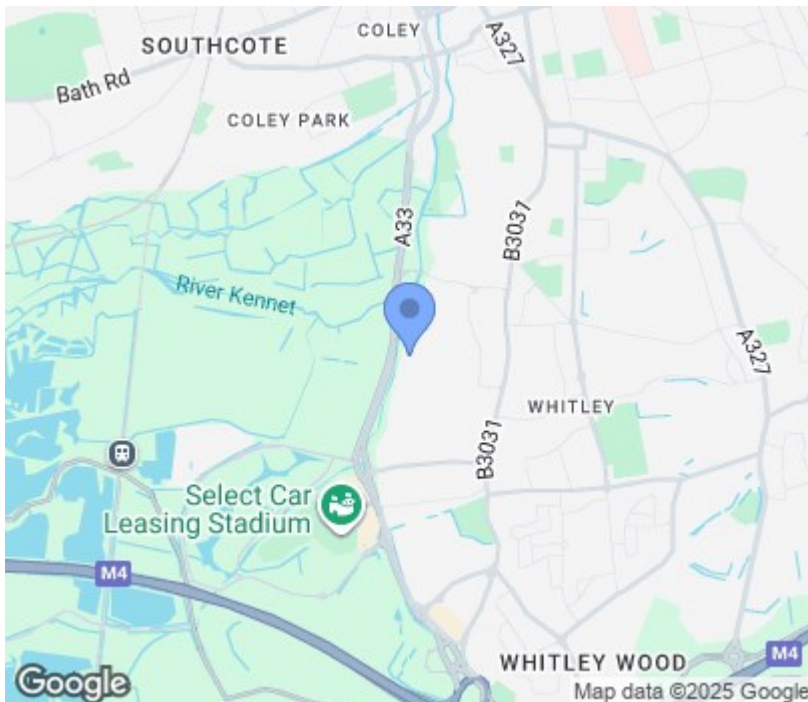 COLEY
SOUTHCOTE
A327
Bath Rd
COLEY PARK
A33
B3031
River Kennet
A327
WHITLEY
B3031
Select Car
Leasing Stadium
M4
WHITLEY WOOD
M4
Google
Map data ©2025 Google